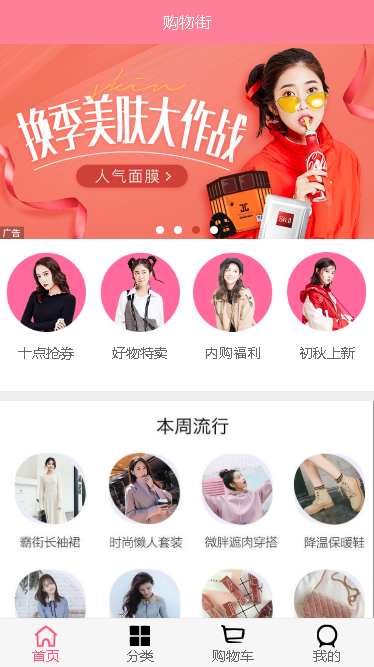 购物街
skin
换季美肤大作战
人气面膜 >
SK-II
广告
十点抢券
好物特卖
内购福利
初秋上新
本周流行
霸街长袖裙
时尚懒人套装
微胖遮肉穿搭
降温保暖鞋
首页
分类
购物车
我的